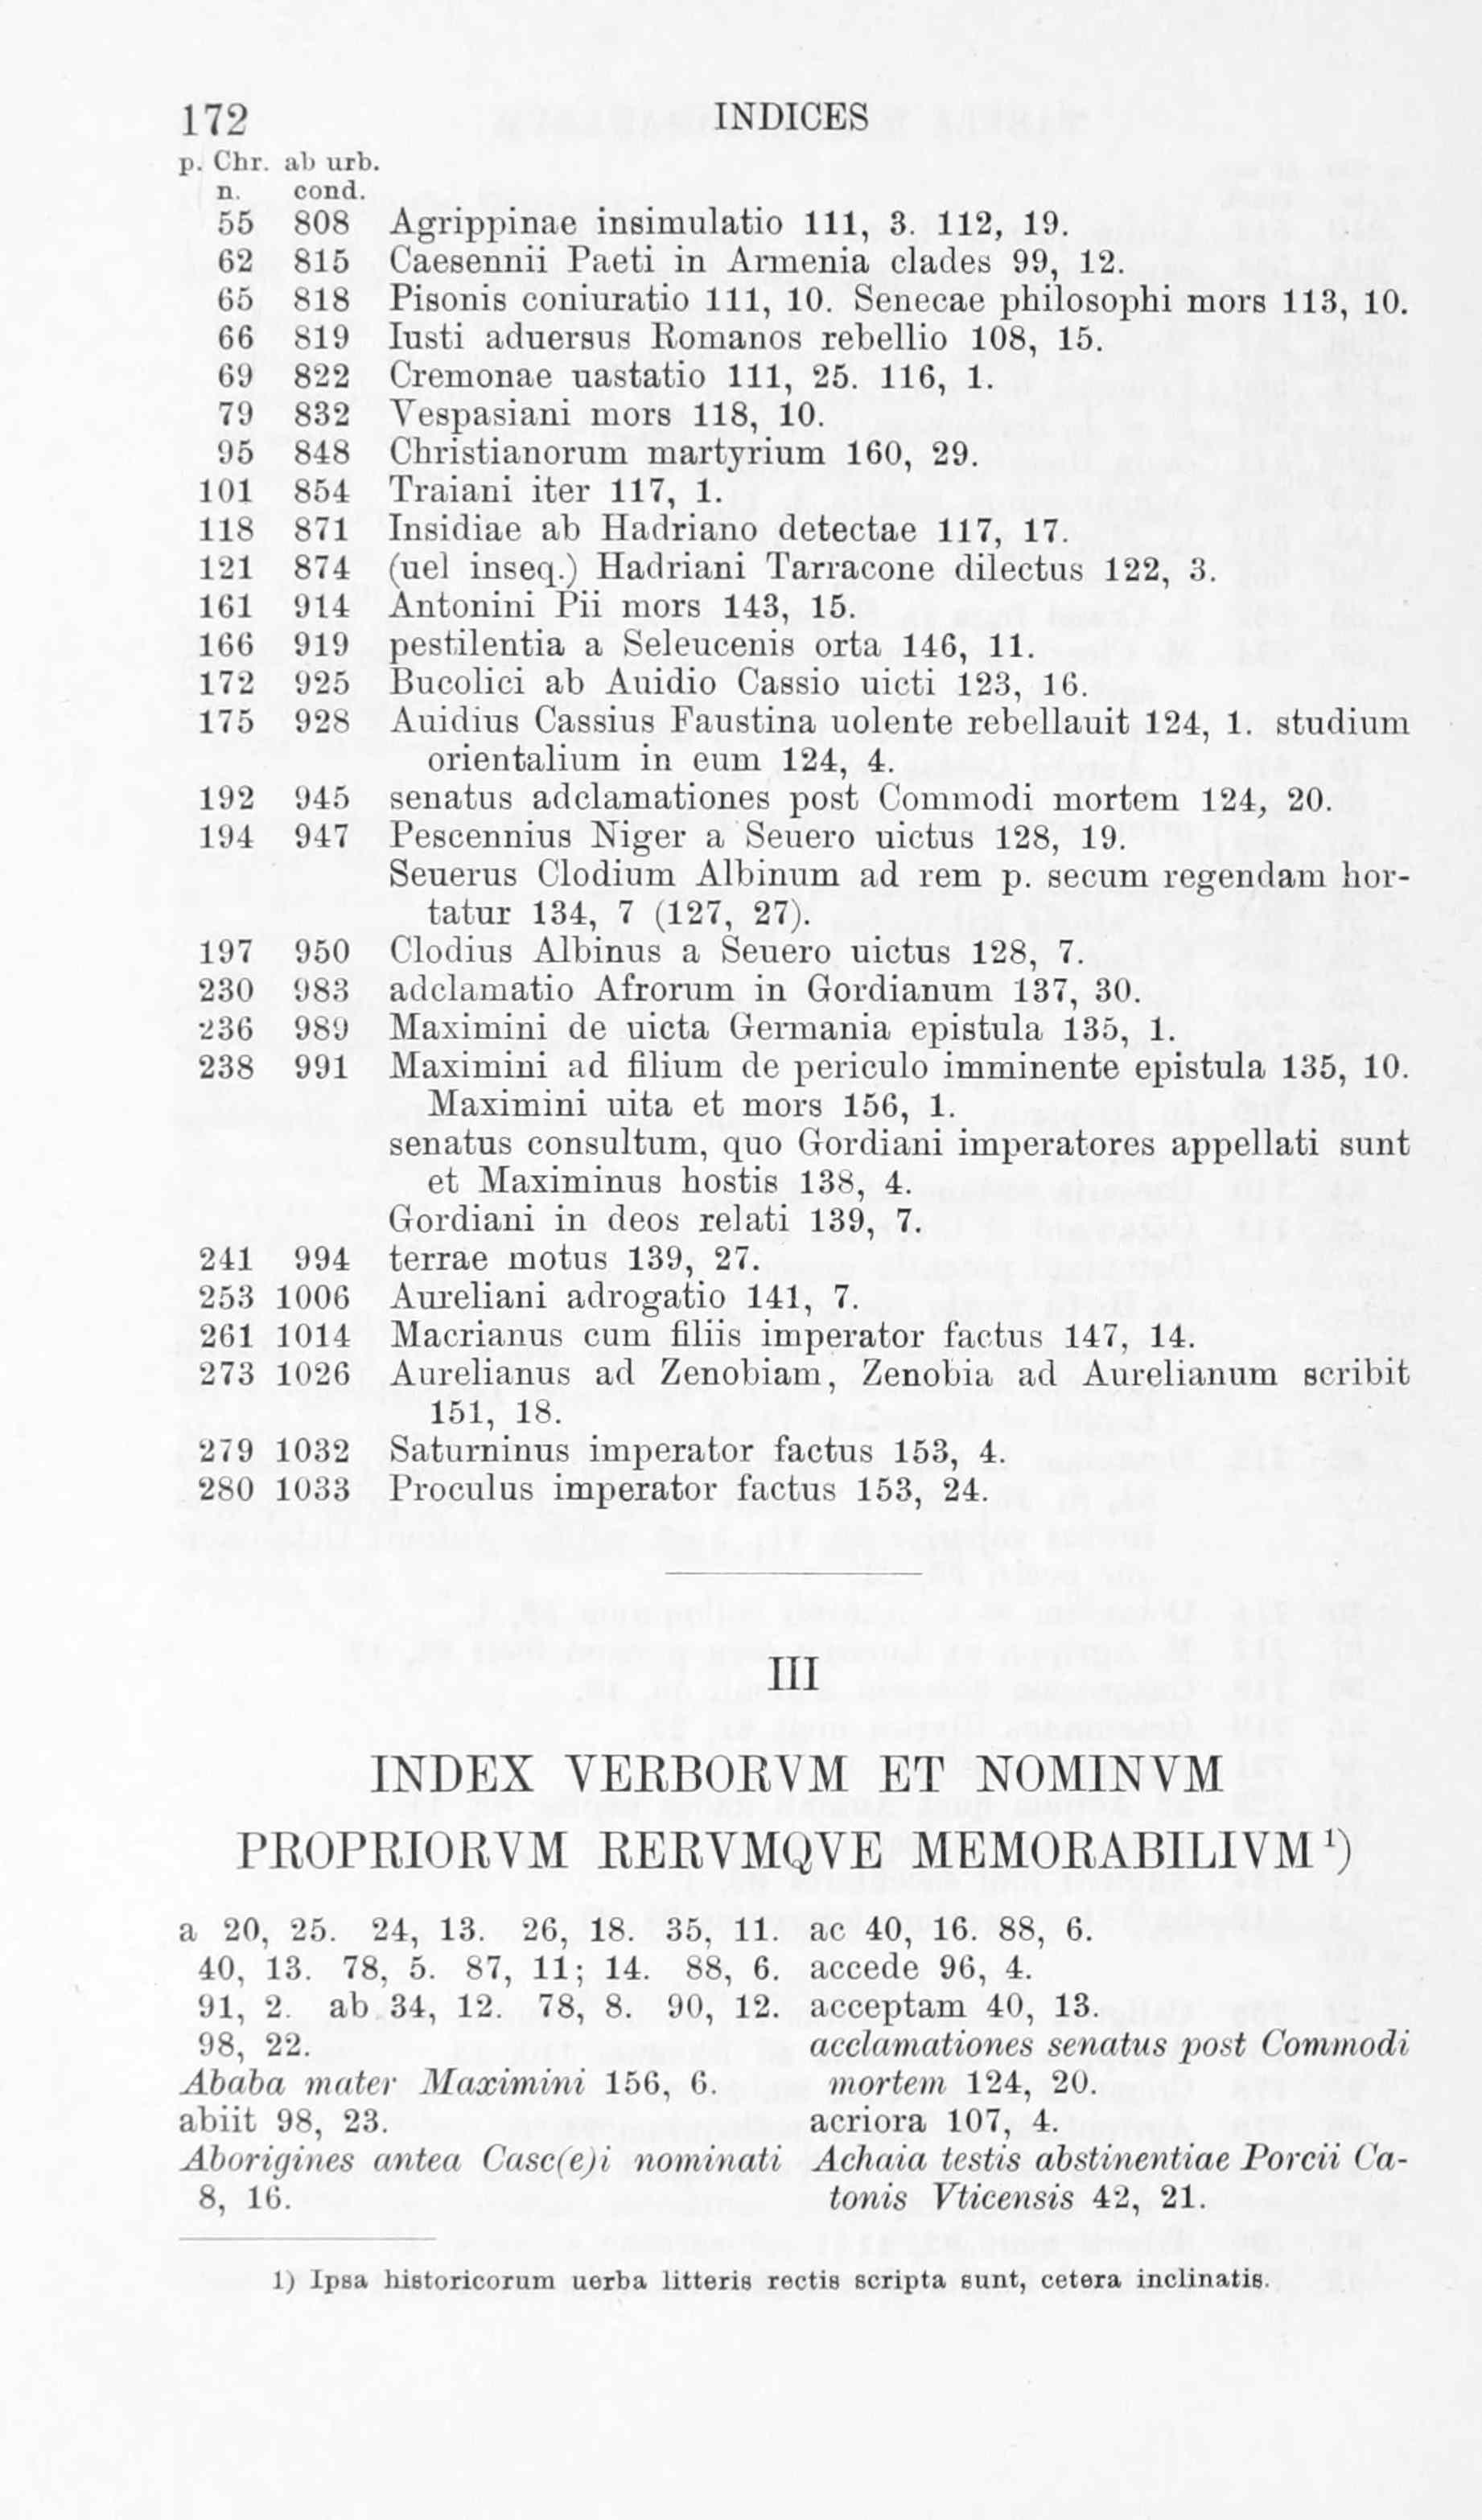 172 INDICES
p. Chr. ab urb.
n. cond.
55 808 Agrippinae insimulatio 111, 3. 112, 19.
62 815 Caesennii Paeti in Armenia clades 99, 12.
65 818 Pisonis coniuratio 111, 10. Senecae philosophi mors 113, 10.
66 819 Iusti aduersus Romanos rebellio 108, 15.
69 822 Cremonae uastatio 111, 25. 116, 1.
79 832 Vespasiani mors 118, 10.
95 848 Christianorum martyrium 160, 29.
101 854 Traiani iter 117, 1.
118 871 Insidiae ab Hadriano detectae 117, 17.
121 874 (uel inseq.) Hadriani Tarracone dilectus 122, 3.
161 914 Antonini Pii mors 143, 15.
166 919 pestilentia a Seleucenis orta 146, 11.
172 925 Bucolici ab Auidio Cassio uicti 123, 16.
175 928 Auidius Cassius Faustina uolente rebellauit 124, 1. studium
orientalium in eum 124, 4.
192 945 senatus adclamationes post Commodi mortem 124, 20.
194 947 Pescennius Niger a Seuero uictus 128, 19.
Seuerus Clodium Albinum ad rem p. secum regendam hor-
tatur 134, 7 (127, 27).
197 950 Clodius Albinus a Seuero uictus 128, 7.
230 983 adclamatio Afrorum in Gordianum 137, 30.
236 989 Maximini de uicta Germania epistula 135, 1.
238 991 Maximini ad filium de periculo imminente epistula 135, 10.
Maximini uita et mors 156, 1.
senatus consultum, quo Gordiani imperatores appellati sunt
et Maximinus hostis 138, 4.
Gordiani in deos relati 139, 7.
241 994 terrae motus 139, 27.
253 1006 Aureliani adrogatio 141, 7.
261 1014 Macrianus cum filiis imperator factus 147, 14.
273 1026 Aurelianus ad Zenobiam, Zenobia ad Aurelianum scribit
151, 18.
279 1032 Saturninus imperator factus 153, 4.
280 1033 Proculus imperator factus 153, 24.
III
INDEX VERBORVM ET NOMINVM
PROPRIORVM RERVMQVE MEMORABILIVM ¹)
a 20, 25. 24, 13. 26, 18. 35, 11.
40, 13. 78, 5. 87, 11; 14. 88, 6.
91, 2. ab 34, 12. 78, 8. 90, 12.
98, 22.
Ababa mater Maximini 156, 6.
abiit 98, 23.
Aborigines antea Casc(e)i nominati
8, 16.
ac 40, 16. 88, 6.
accede 96, 4.
acceptam 40, 13.
acclamationes senatus post Commodi
mortem 124, 20.
acriora 107, 4.
Achaia testis abstinentiae Porcii Ca-
tonis Vticensis 42, 21.
1) Ipsa historicorum uerba litteris rectis scripta sunt, cetera inclinatis.